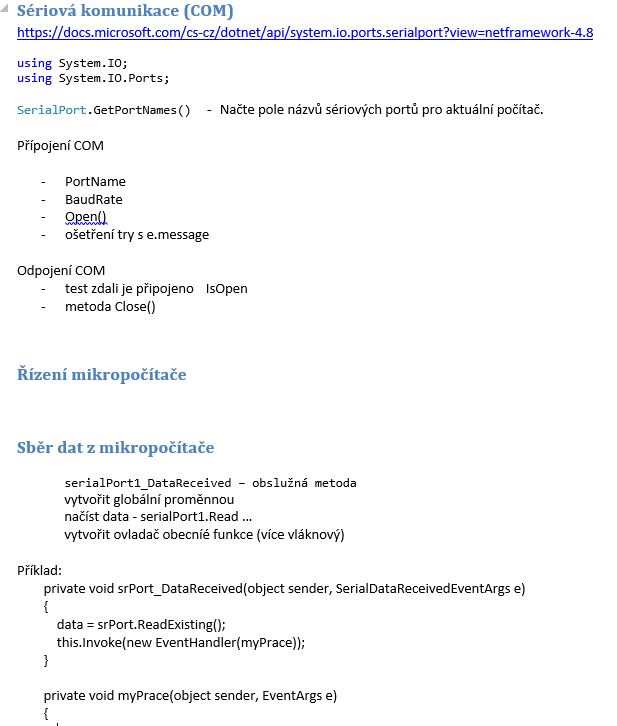 Sériová komunikace (COM)
https://docs.microsoft.com/cs-cz/dotnet/api/system.io.ports.serialport?view=netframework-4.8
using System.IO;
using System.IO.Ports;
SerialPort.GetPortNames()  - Načte pole názvů sériových portů pro aktuální počítač.
Přípojení COM
- PortName
- BaudRate
- Open()
- ošetření try s e.message
Odpojení COM
- test zdali je připojeno IsOpen
- metoda Close()
Řízení mikropočítače
Sběr dat z mikropočítače
serialPort1_DataReceived – obslužná metoda
vytvořit globální proměnnou
načíst data - serialPort1.Read ...
vytvořit ovladač obecníé funkce (více vláknový)
Příklad:
private void srPort_DataReceived(object sender, SerialDataReceivedEventArgs e)
{
data = srPort.ReadExisting();
this.Invoke(new EventHandler(myPrace));
}
private void myPrace(object sender, EventArgs e)
{